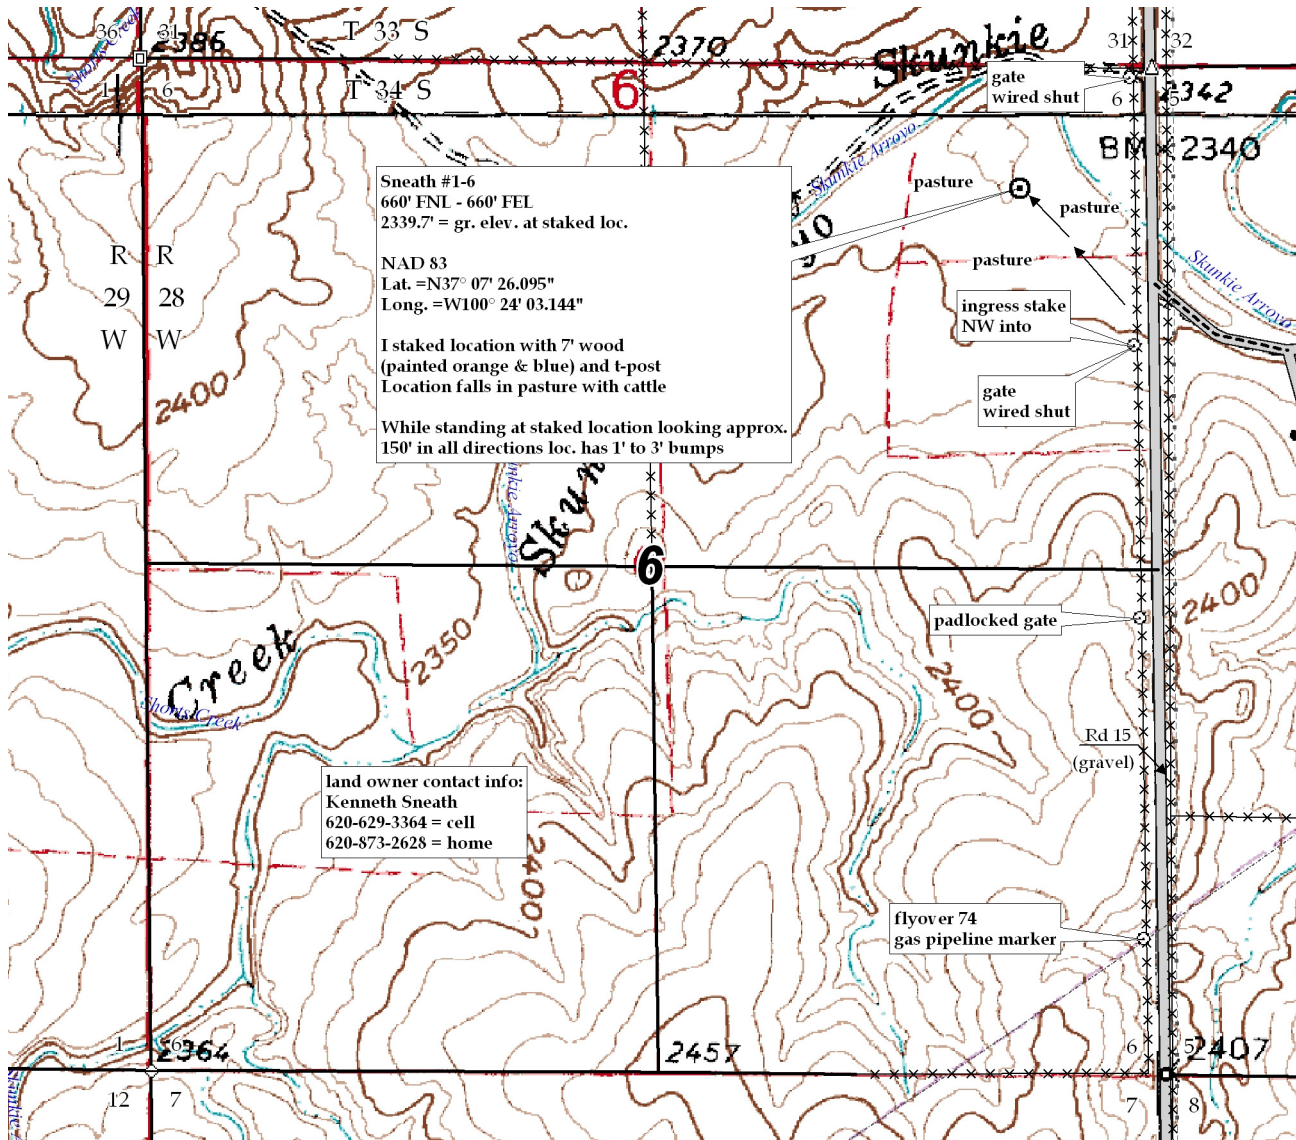 36 31
2386
T 33 S
2370
Skunkie
31 32
Shorts Creek
1 6
T 34 S
6
gate
wired shut
6 5
2342
BM × 2340
Skunkie Arroyo
Sneath #1-6
660' FNL - 660' FEL
2339.7' = gr. elev. at staked loc.
NAD 83
Lat. =N37° 07' 26.095"
Long. =W100° 24' 03.144"
I staked location with 7' wood
(painted orange & blue) and t-post
Location falls in pasture with cattle
While standing at staked location looking approx.
150' in all directions loc. has 1' to 3' bumps
pasture
pasture
pasture
R R
29 28
W W
Skunkie Arroyo
ingress stake
NW into
gate
wired shut
2400
Skunkie Arroyo
Skun
6
2400
padlocked gate
2350
Creek
Shorts Creek
2400
Rd 15
(gravel)
land owner contact info:
Kenneth Sneath
620-629-3364 = cell
620-873-2628 = home
2400
flyover 74
gas pipeline marker
1 6
2364
2457
6 5
2407
12 7
7 8
Skunkie